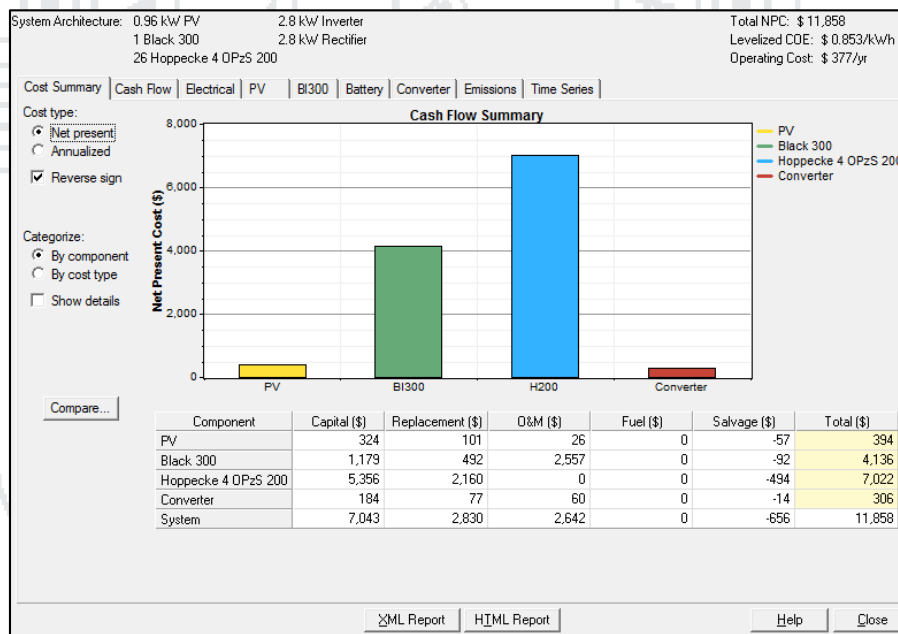 System Architecture: 0.96 kW PV 2.8 kW Inverter Total NPC: $ 11,858
1 Black 300 2.8 kW Rectifier Levelized COE: $ 0.853/kWh
26 Hoppecke 4 OPzS 200 Operating Cost: $ 377/yr
Cost Summary Cash Flow Electrical PV Bl300 Battery Converter Emissions Time Series
Cost type:
Net present
Annualized
Reverse sign
Categorize:
By component
By cost type
Show details
Compare...
Cash Flow Summary
Net Present Cost ($)
8,000
6,000
4,000
2,000
0
PV Bl300 H200 Converter
PV
Black 300
Hoppecke 4 OPzS 200
Converter
Component Capital ($) Replacement ($) O&M ($) Fuel ($) Salvage ($) Total ($)
PV 324 101 26 0 -57 394
Black 300 1,179 492 2,557 0 -92 4,136
Hoppecke 4 OPzS 200 5,356 2,160 0 0 -494 7,022
Converter 184 77 60 0 -14 306
System 7,043 2,830 2,642 0 -656 11,858
XML Report HTML Report Help Close